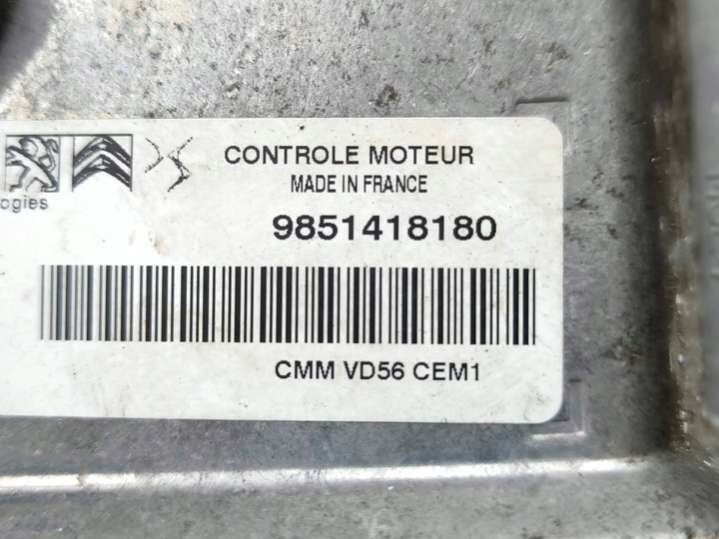 CONTROLE MOTEUR
MADE IN FRANCE
ogies
9851418180
CMM VD56 CEM1